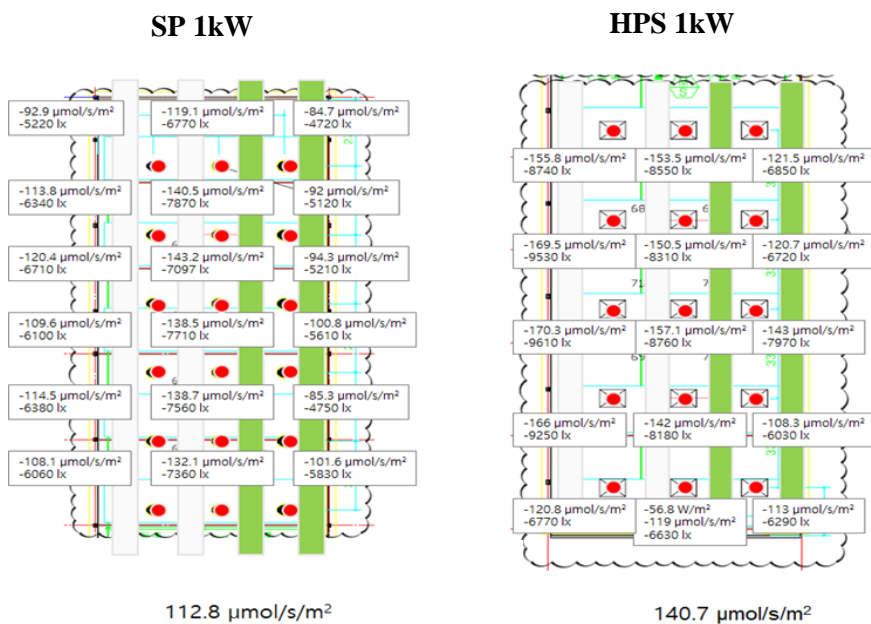 SP 1kW
HPS 1kW
-92.9 μmol/s/m²
-5220 lx
-119.1 μmol/s/m²
-6770 lx
-84.7 μmol/s/m²
-4720 lx
-113.8 μmol/s/m²
-6340 lx
-140.5 μmol/s/m²
-7870 lx
-92 μmol/s/m²
-5120 lx
-120.4 μmol/s/m²
-6710 lx
-143.2 μmol/s/m²
-7097 lx
-94.3 μmol/s/m²
-5210 lx
-109.6 μmol/s/m²
-6100 lx
-138.5 μmol/s/m²
-7710 lx
-100.8 μmol/s/m²
-5610 lx
-114.5 μmol/s/m²
-6380 lx
-138.7 μmol/s/m²
-7560 lx
-85.3 μmol/s/m²
-4750 lx
-108.1 μmol/s/m²
-6060 lx
-132.1 μmol/s/m²
-7360 lx
-101.6 μmol/s/m²
-5830 lx
112.8 μmol/s/m²
S
-155.8 μmol/s/m²
-8740 lx
-153.5 μmol/s/m²
-8550 lx
-121.5 μmol/s/m²
-6850 lx
68
-169.5 μmol/s/m²
-9530 lx
-150.5 μmol/s/m²
-8310 lx
-120.7 μmol/s/m²
-6720 lx
-170.3 μmol/s/m²
-9610 lx
-157.1 μmol/s/m²
-8760 lx
-143 μmol/s/m²
-7970 lx
-166 μmol/s/m²
-9250 lx
-142 μmol/s/m²
-8180 lx
-108.3 μmol/s/m²
-6030 lx
-120.8 μmol/s/m²
-6770 lx
-56.8 W/m²
-119 μmol/s/m²
-6630 lx
-113 μmol/s/m²
-6290 lx
140.7 μmol/s/m²